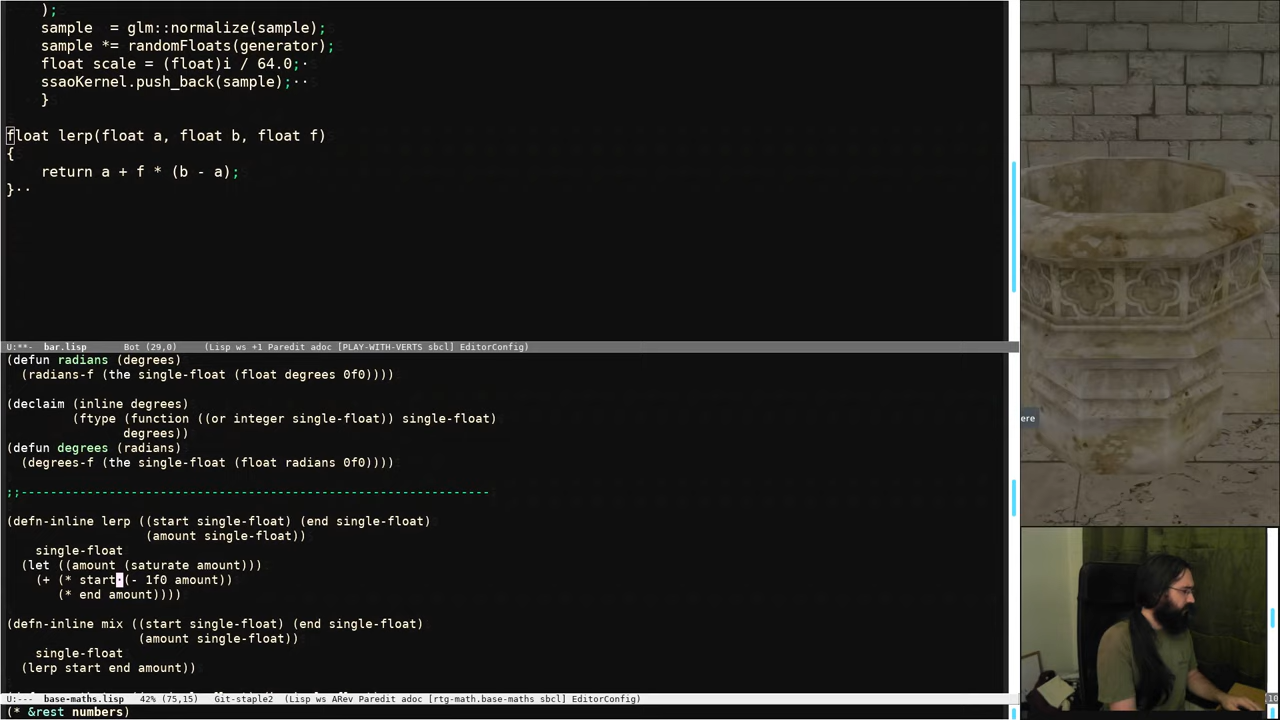 );
sample  = glm::normalize(sample);
sample *= randomFloats(generator);
float scale = (float)i / 64.0;·
ssaoKernel.push_back(sample);··
}
float lerp(float a, float b, float f)
{
return a + f * (b - a);
}··
U:**-  bar.lisp       Bot (29,0)     (Lisp ws +1 Paredit adoc [PLAY-WITH-VERTS sbcl] EditorConfig)
(defun radians (degrees)
(radians-f (the single-float (float degrees 0f0))))
(declaim (inline degrees)
(ftype (function ((or integer single-float)) single-float)
degrees))
(defun degrees (radians)
(degrees-f (the single-float (float radians 0f0))))
ere
;;----------------------------------------------------------------
(defn-inline lerp ((start single-float) (end single-float)
(amount single-float))
single-float
(let ((amount (saturate amount)))
(+ (* start·(- 1f0 amount))
(* end amount))))
(defn-inline mix ((start single-float) (end single-float)
(amount single-float))
single-float
(lerp start end amount))
U:---  base-maths.lisp   42% (75,15)   Git-staple2  (Lisp ws ARev Paredit adoc [rtg-math.base-maths sbcl] EditorConfig)
(* &rest numbers)